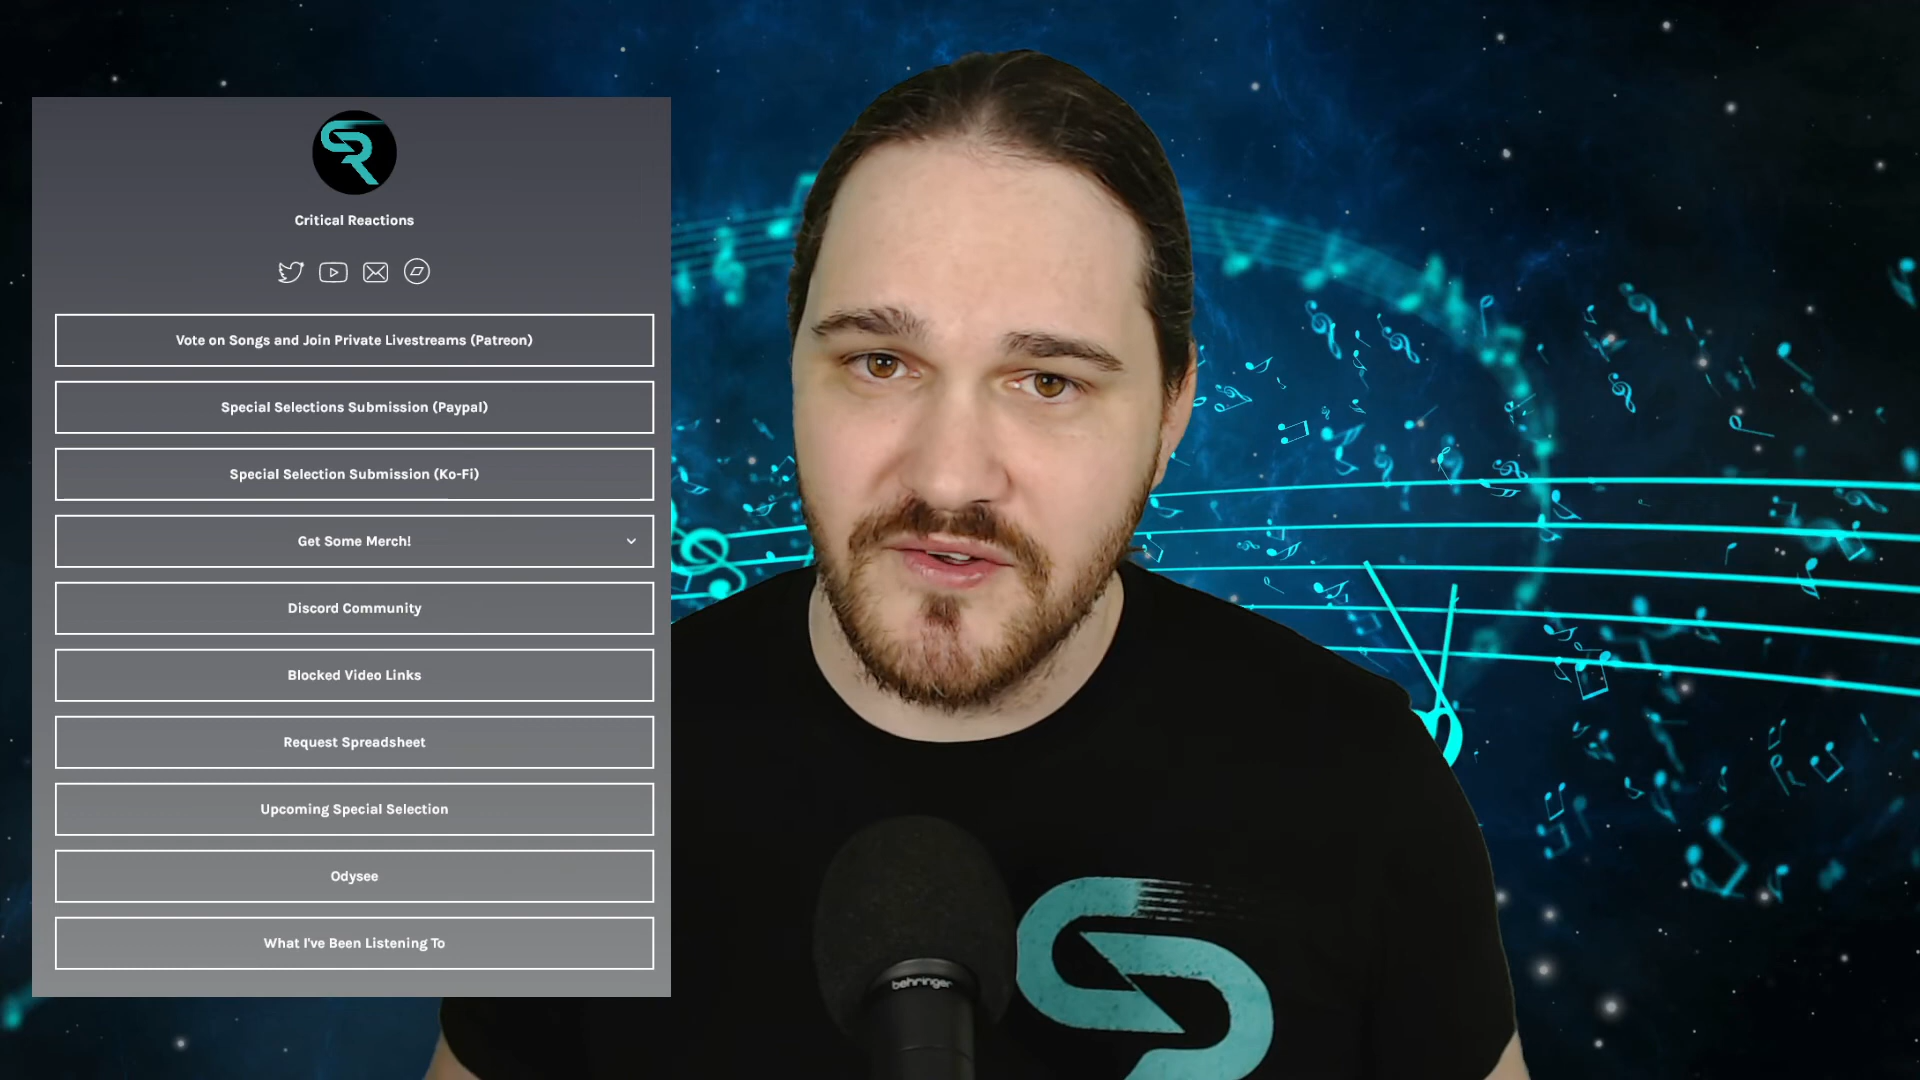 CR
Critical Reactions
Vote on Songs and Join Private Livestreams (Patreon)
Special Selections Submission (Paypal)
Special Selection Submission (Ko-Fi)
Get Some Merch!
Discord Community
Blocked Video Links
Request Spreadsheet
Upcoming Special Selection
Odysee
What I've Been Listening To
behringer
CR